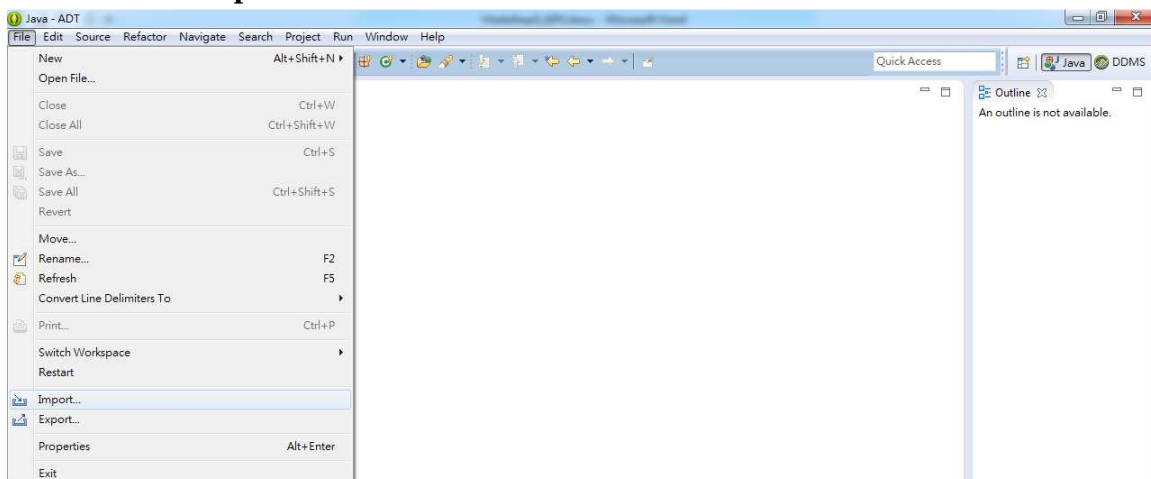 Java - ADT
File Edit Source Refactor Navigate Search Project Run Window Help
Quick Access
Java DDMS
New Alt+Shift+N
Open File...
Close Ctrl+W
Close All Ctrl+Shift+W
Save Ctrl+S
Save As...
Save All Ctrl+Shift+S
Revert
Move...
Rename... F2
Refresh F5
Convert Line Delimiters To
Print... Ctrl+P
Switch Workspace
Restart
Import...
Export...
Properties Alt+Enter
Exit
Outline
An outline is not available.